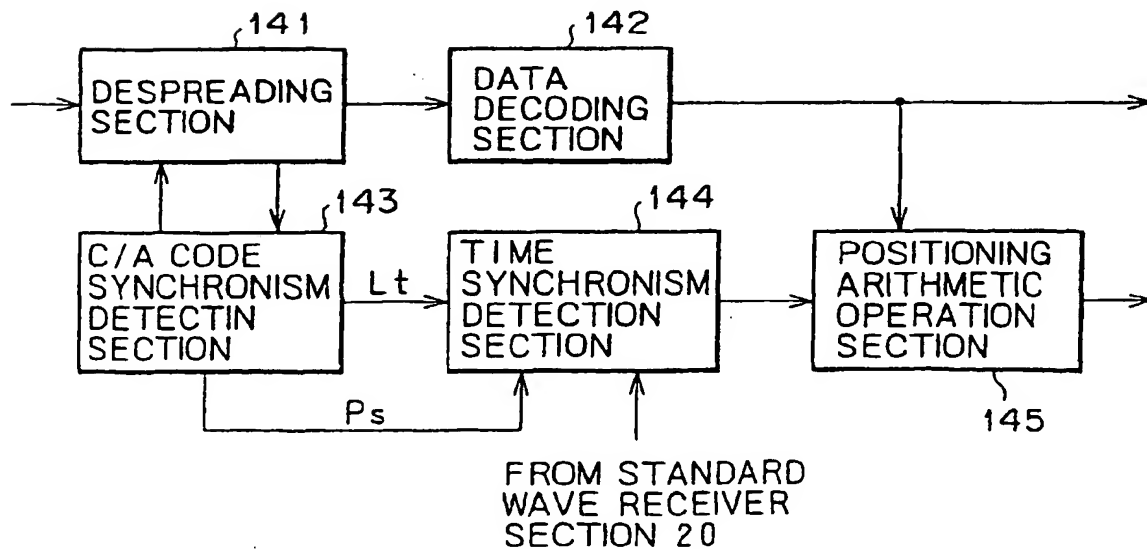 141
DESPREADING
SECTION
142
DATA
DECODING
SECTION
143
C/A CODE
SYNCHRONISM
DETECTIN
SECTION
Lt
144
TIME
SYNCHRONISM
DETECTION
SECTION
POSITIONING
ARITHMETIC
OPERATION
SECTION
145
Ps
FROM STANDARD
WAVE RECEIVER
SECTION 20